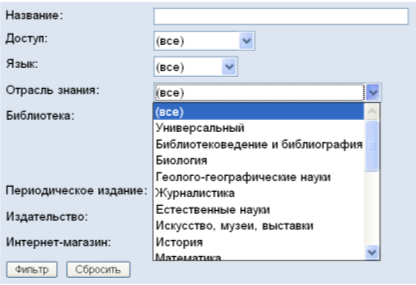 Название:
Доступ: (все)
Язык: (все)
Отрасль знания: (все)
(все)
Библиотека:
Универсальный
Библиотековедение и библиография
Биология
Геолого-географические науки
Периодическое издание: Журналистика
Естественные науки
Издательство:
Искусство, музеи, выставки
Интернет-магазин: История
Математика
Фильтр Сбросить